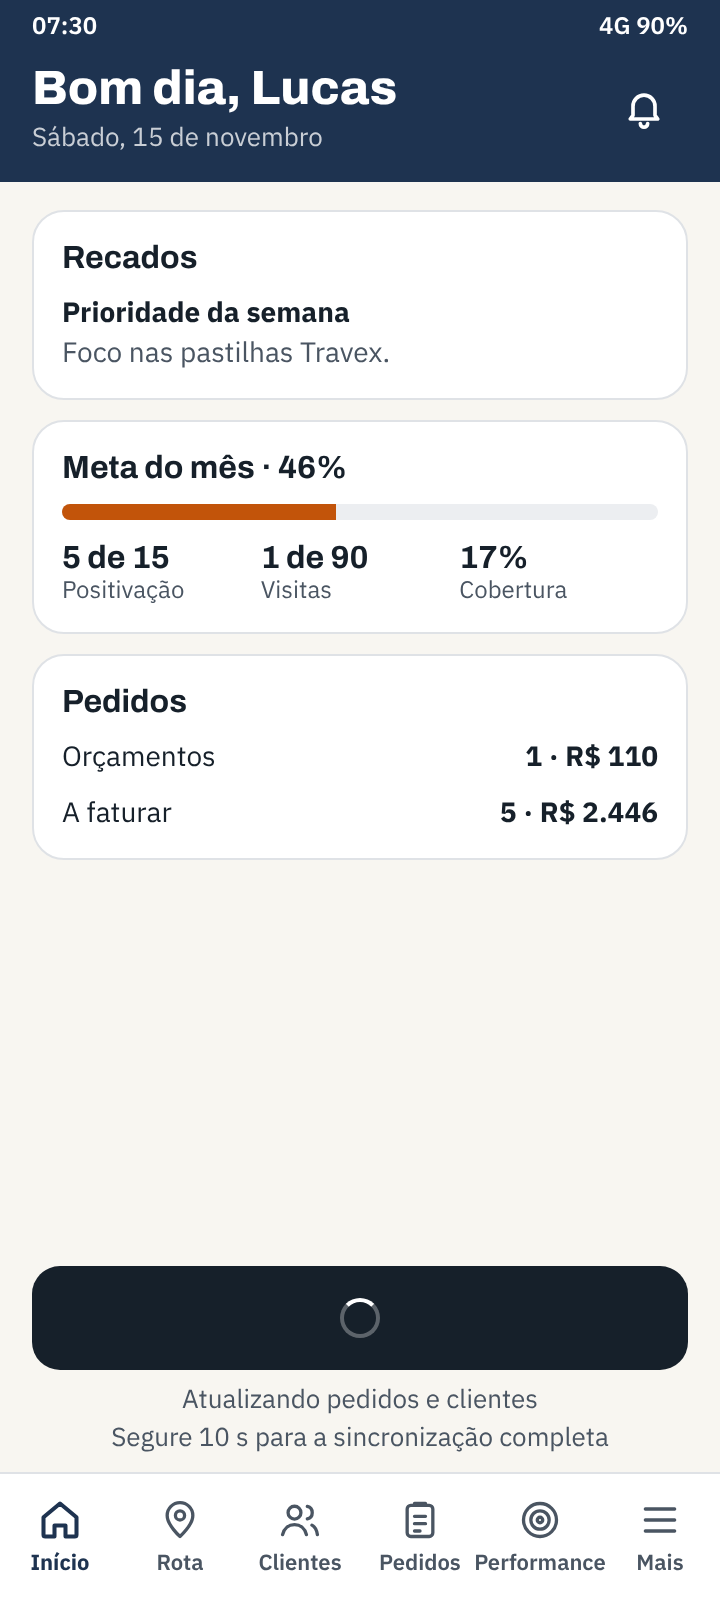 07:30
4G 90%
Bom dia, Lucas
Sábado, 15 de novembro
Recados
Prioridade da semana
Foco nas pastilhas Travex.
Meta do mês · 46%
5 de 15
Positivação
1 de 90
Visitas
17%
Cobertura
Pedidos
Orçamentos
1 · R$ 110
A faturar
5 · R$ 2.446
Atualizando pedidos e clientes
Segure 10 s para a sincronização completa
Início
Rota
Clientes
Pedidos
Performance
Mais